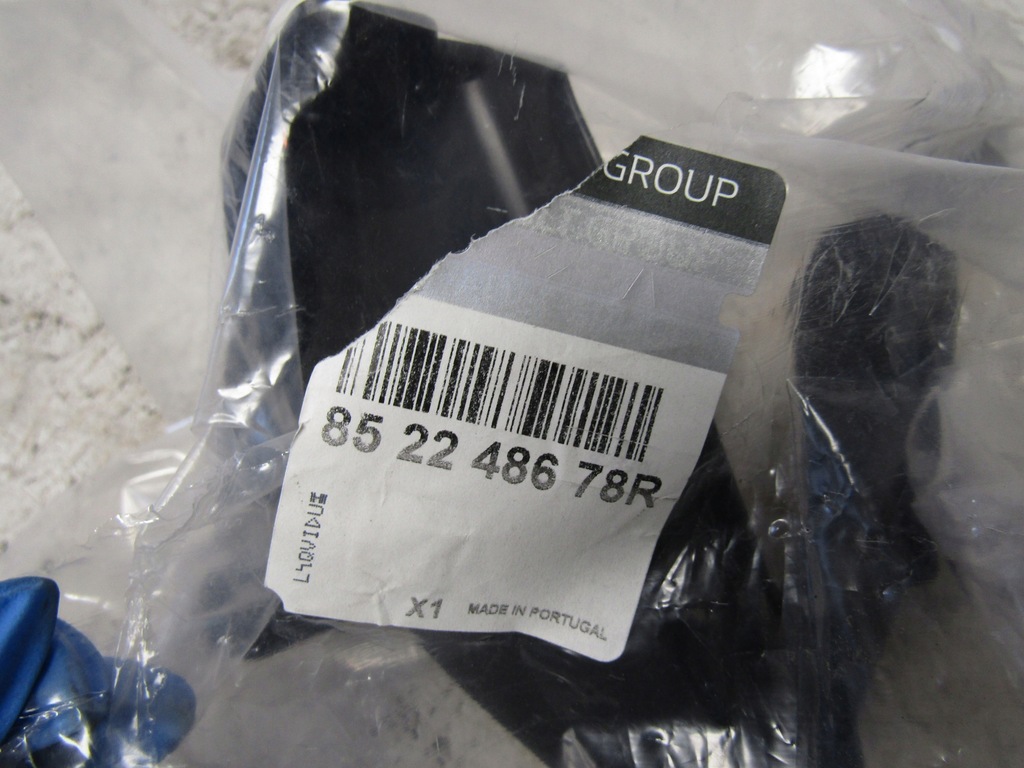 GROUP
85 22 486 78R
X1 MADE IN PORTUGAL